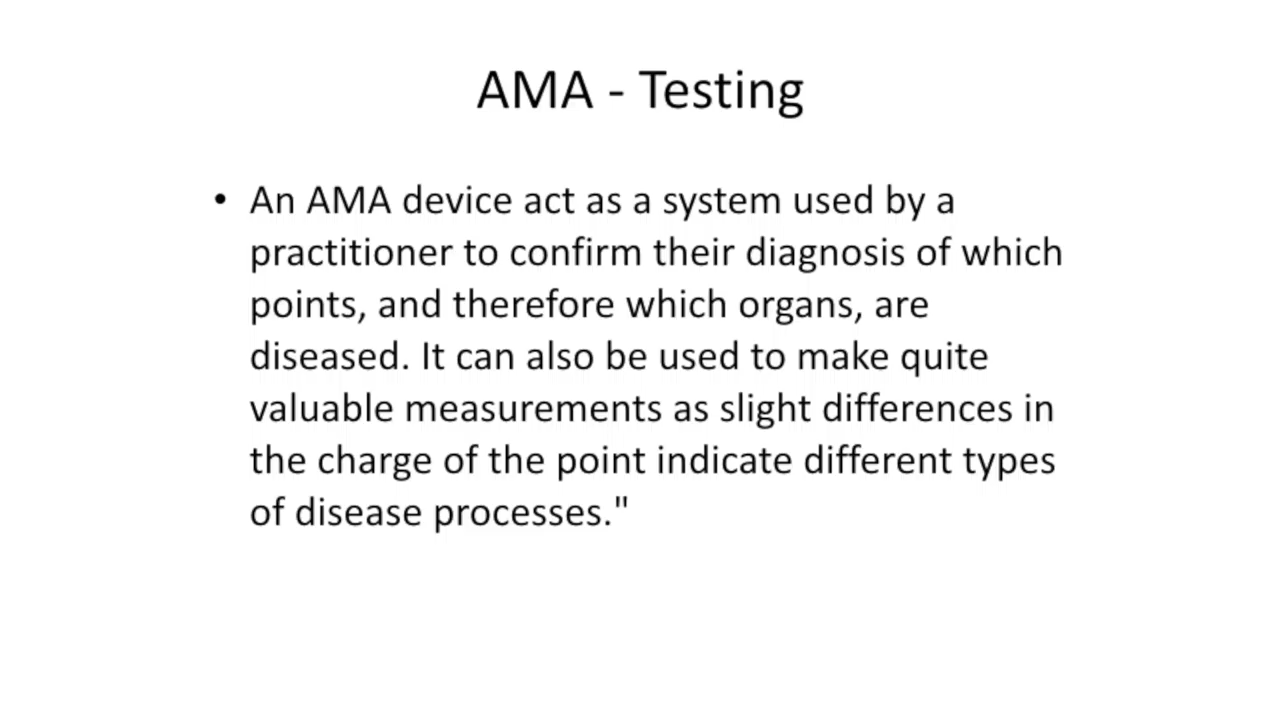 AMA - Testing
• An AMA device act as a system used by a
practitioner to confirm their diagnosis of which
points, and therefore which organs, are
diseased. It can also be used to make quite
valuable measurements as slight differences in
the charge of the point indicate different types
of disease processes."